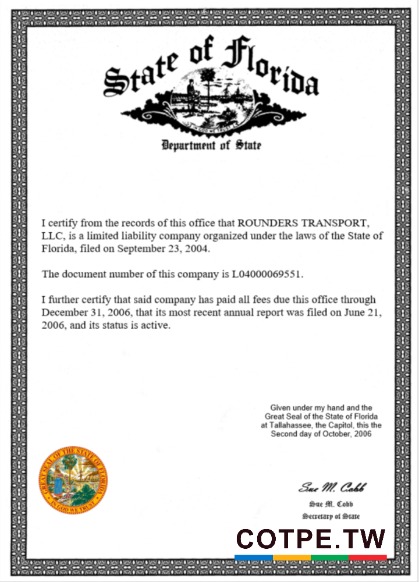 State of Florida
Department of State
I certify from the records of this office that ROUNDERS TRANSPORT,
LLC, is a limited liability company organized under the laws of the State of
Florida, filed on September 23, 2004.
The document number of this company is L04000069551.
I further certify that said company has paid all fees due this office through
December 31, 2006, that its most recent annual report was filed on June 21,
2006, and its status is active.
Given under my hand and the
Great Seal of the State of Florida
at Tallahassee, the Capitol, this the
Second day of October, 2006
GREAT SEAL OF THE STATE OF FLORIDA
IN GOD WE TRUST
Sue M. Cobb
Sue M. Cobb
Secretary of State
COTPE.TW